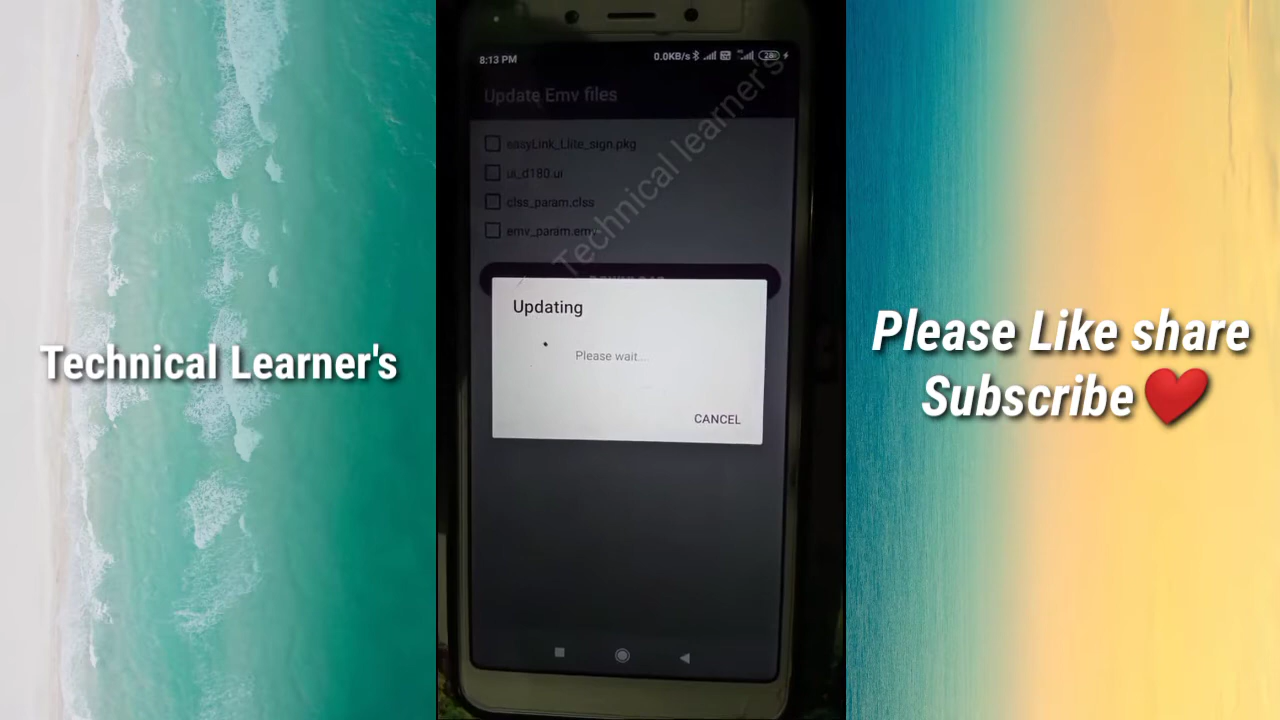 Technical Learner's
8:13 PM
0.0KB/s
Update Emv files
easyLink_Llite_sign.pkg
ui_d180.ui
clss_param.clss
emv_param.emv
Technical learner's
Updating
Please wait....
CANCEL
Please Like share
Subscribe ❤